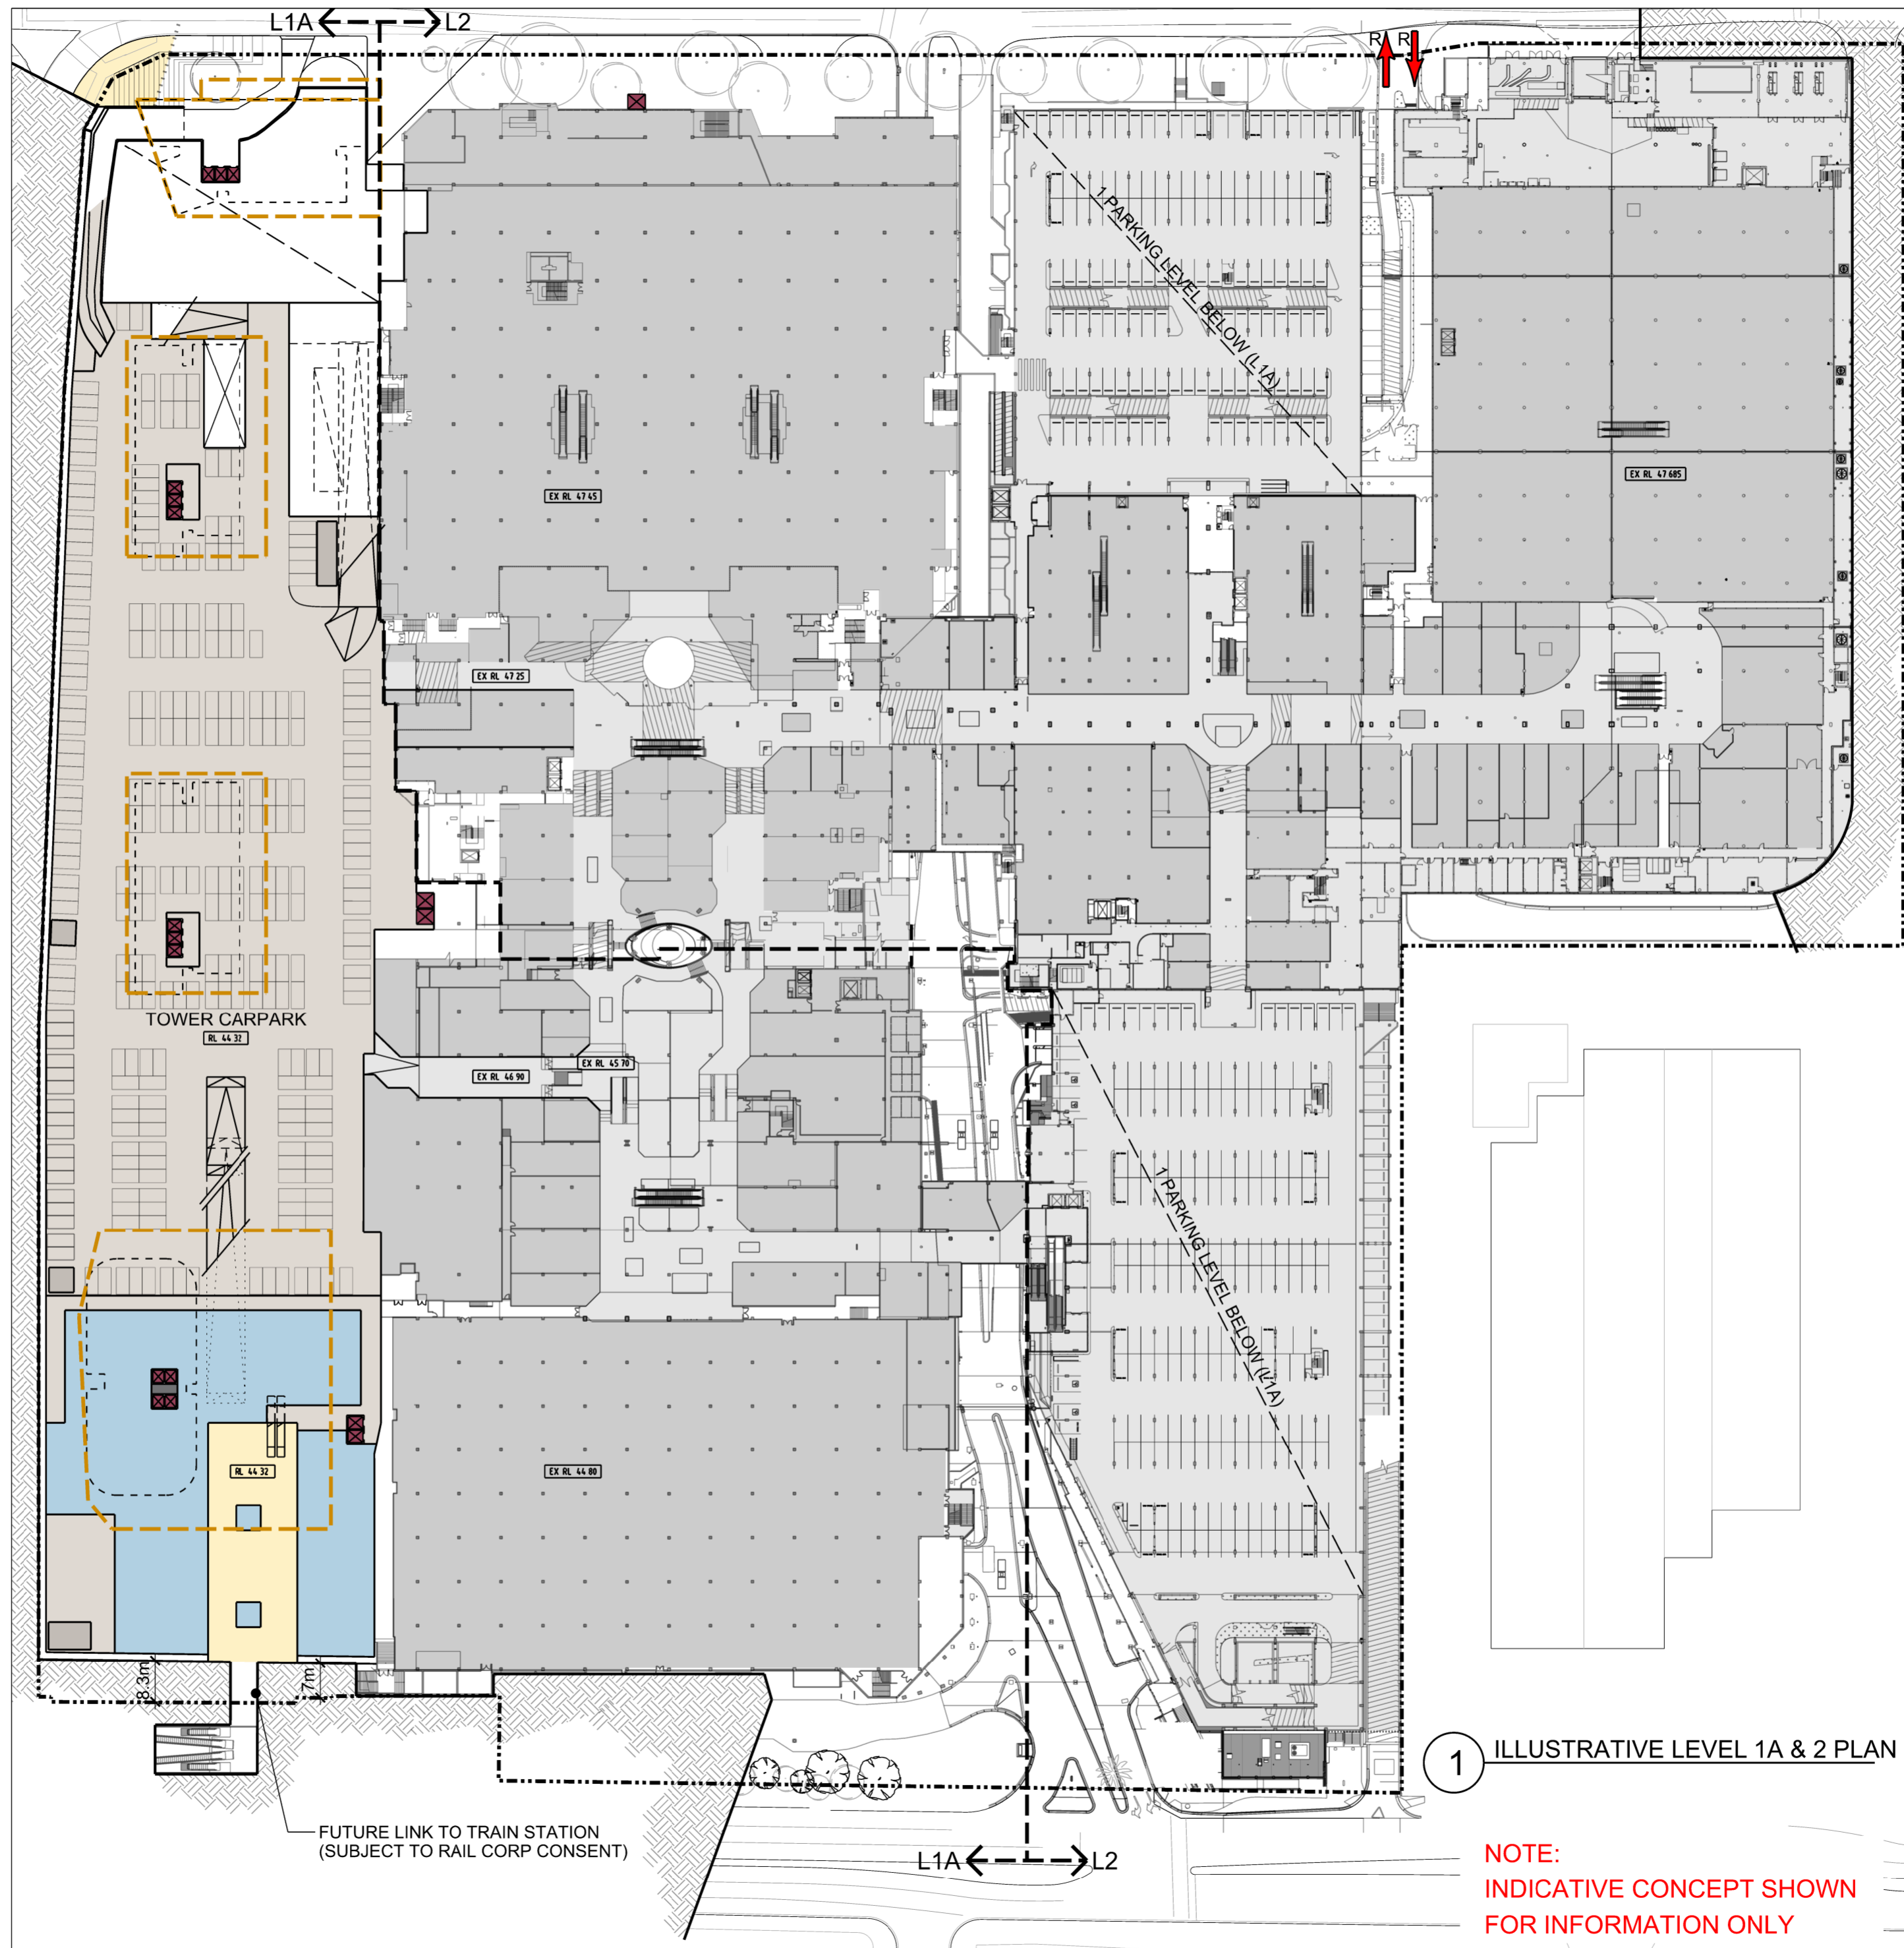 L1A L2
R R
1 PARKING LEVEL BELOW (L1A)
EX RL 47 45
EX RL 47 685
EX RL 47 25
TOWER CARPARK
RL 44 32
EX RL 46 90
EX RL 45 70
1 PARKING LEVEL BELOW (L1A)
RL 44 32
EX RL 44 80
8.3m
7m
1 ILLUSTRATIVE LEVEL 1A & 2 PLAN
FUTURE LINK TO TRAIN STATION
(SUBJECT TO RAIL CORP CONSENT)
L1A L2
NOTE:
INDICATIVE CONCEPT SHOWN
FOR INFORMATION ONLY